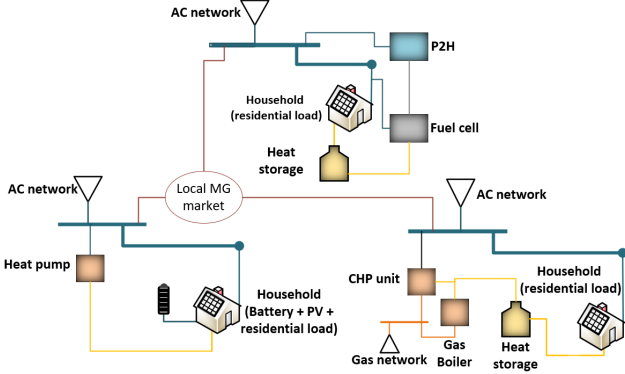 AC network
P2H
Household
(residential load)
Fuel cell
Heat
storage
AC network
Local MG
market
AC network
Heat pump
CHP unit
Household
(residential load)
Household
(Battery + PV +
residential load)
Gas network
Gas
Boiler
Heat
storage